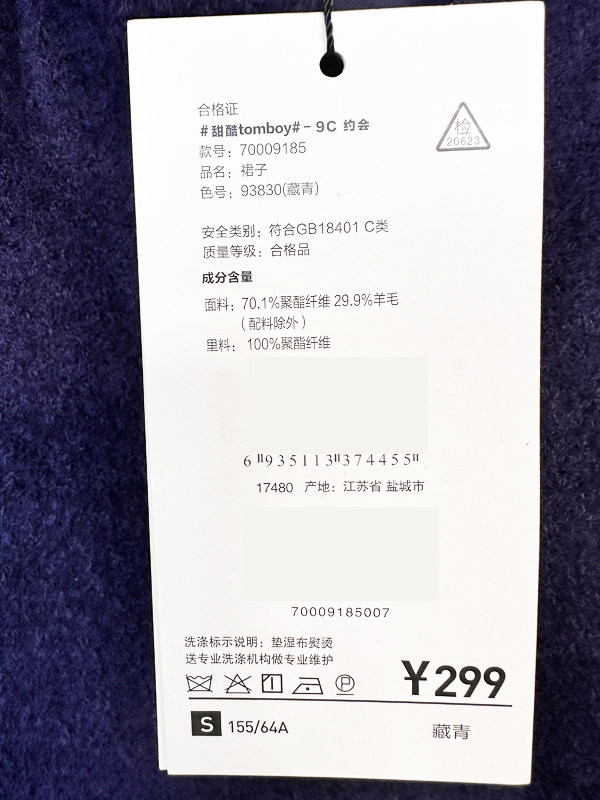 合格证
#甜酷tomboy#- 9C 约会
款号: 70009185
品名: 裙子
色号: 93830(藏青)
检
20623
安全类别: 符合GB18401 C类
质量等级: 合格品
成分含量
面料: 70.1%聚酯纤维 29.9%羊毛
(配料除外)
里料: 100%聚酯纤维
6 935113 374455
17480 产地: 江苏省 盐城市
70009185007
洗涤标示说明: 垫湿布熨烫
送专业洗涤机构做专业维护
P
¥299
S 155/64A
藏青